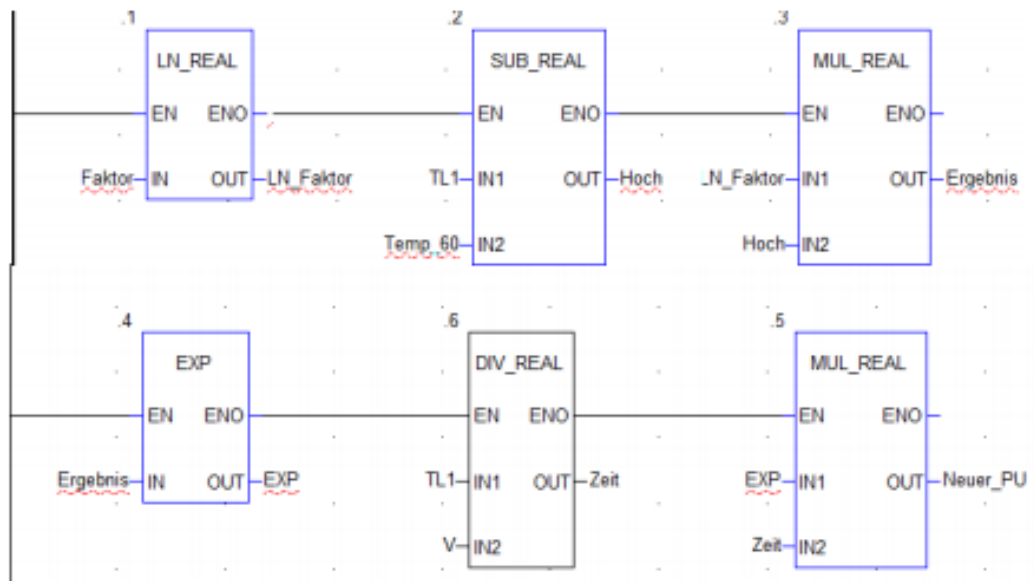 .1 .2 .3
LN_REAL SUB_REAL MUL_REAL
EN ENO EN ENO EN ENO
Faktor IN OUT LN_Faktor TL1 IN1 OUT Hoch LN_Faktor IN1 OUT Ergebnis
Temp_60 IN2 Hoch IN2
.4 .6 .5
EXP DIV_REAL MUL_REAL
EN ENO EN ENO EN ENO
Ergebnis IN OUT EXP TL1 IN1 OUT Zeit EXP IN1 OUT Neuer_PU
V IN2 Zeit IN2